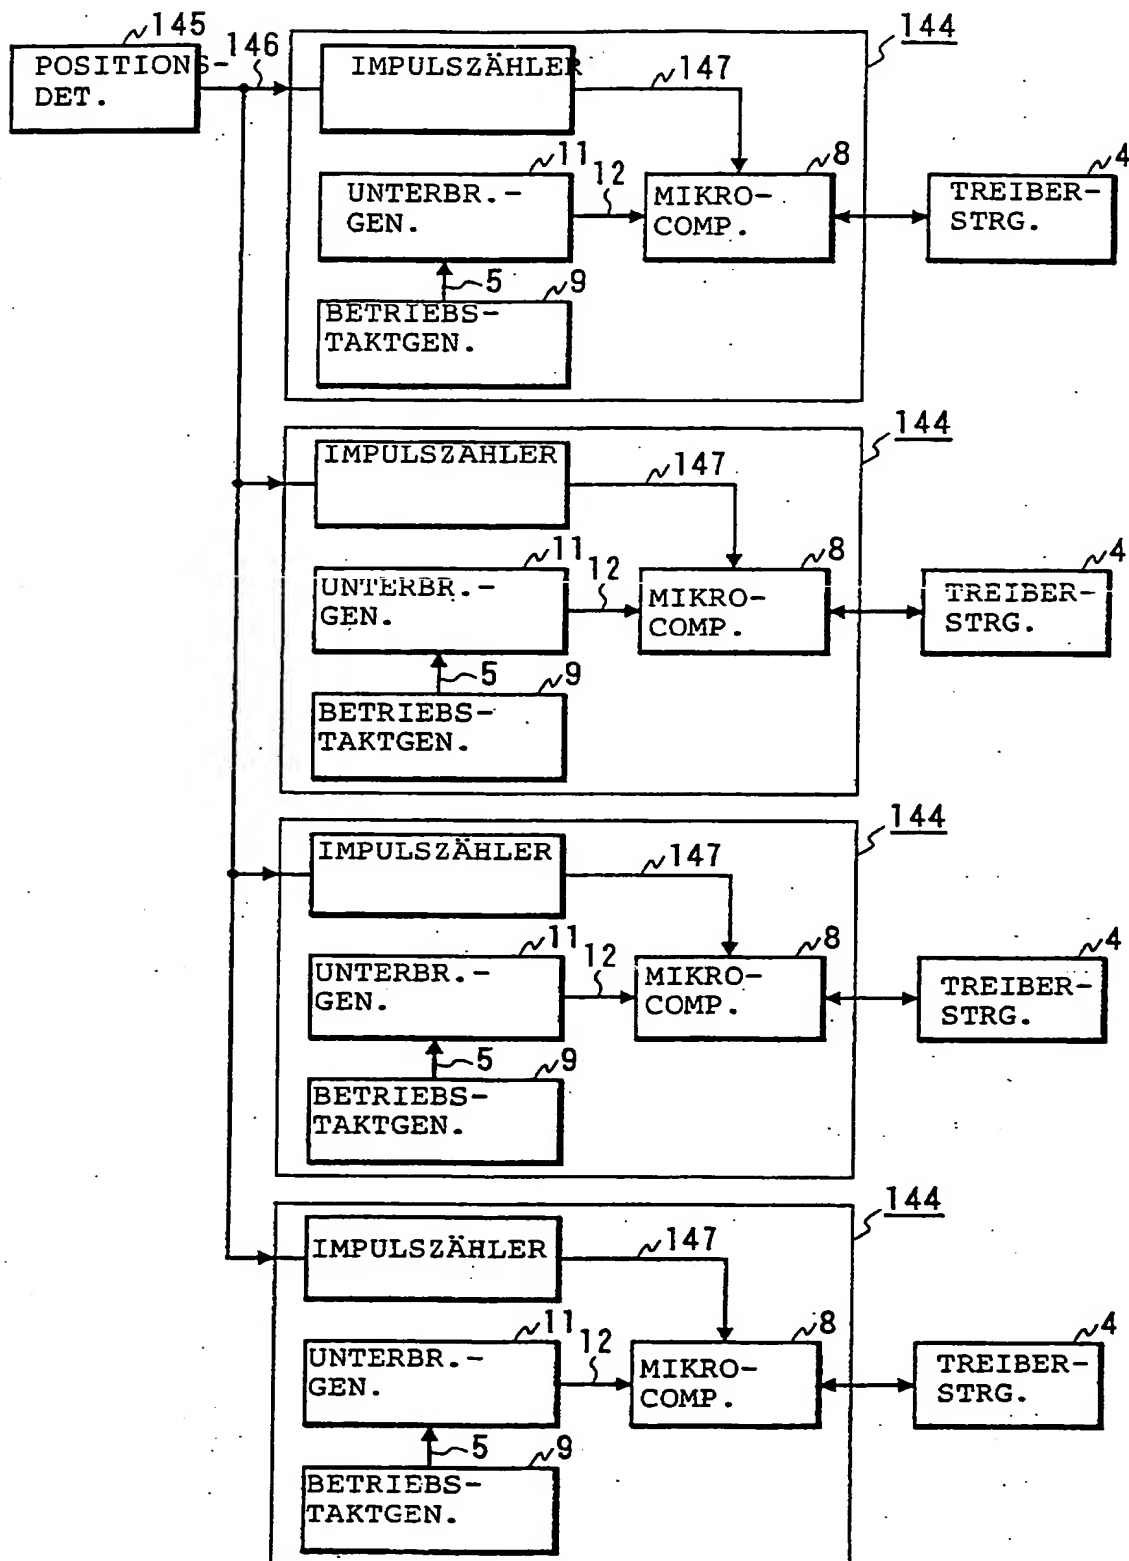 145
POSITIONS-
DET.
146
IMPULSZÄHLER
147
144
11
UNTERBR.-
GEN.
12
8
MIKRO-
COMP.
4
TREIBER-
STRG.
5
9
BETRIEBS-
TAKTGEN.
144
IMPULSZAHLER
147
11
UNTERBR.-
GEN.
12
8
MIKRO-
COMP.
4
TREIBER-
STRG.
5
9
BETRIEBS-
TAKTGEN.
144
IMPULSZÄHLER
147
11
UNTERBR.-
GEN.
12
8
MIKRO-
COMP.
4
TREIBER-
STRG.
5
9
BETRIEBS-
TAKTGEN.
144
IMPULSZÄHLER
147
11
UNTERBR.-
GEN.
12
8
MIKRO-
COMP.
4
TREIBER-
STRG.
5
9
BETRIEBS-
TAKTGEN.